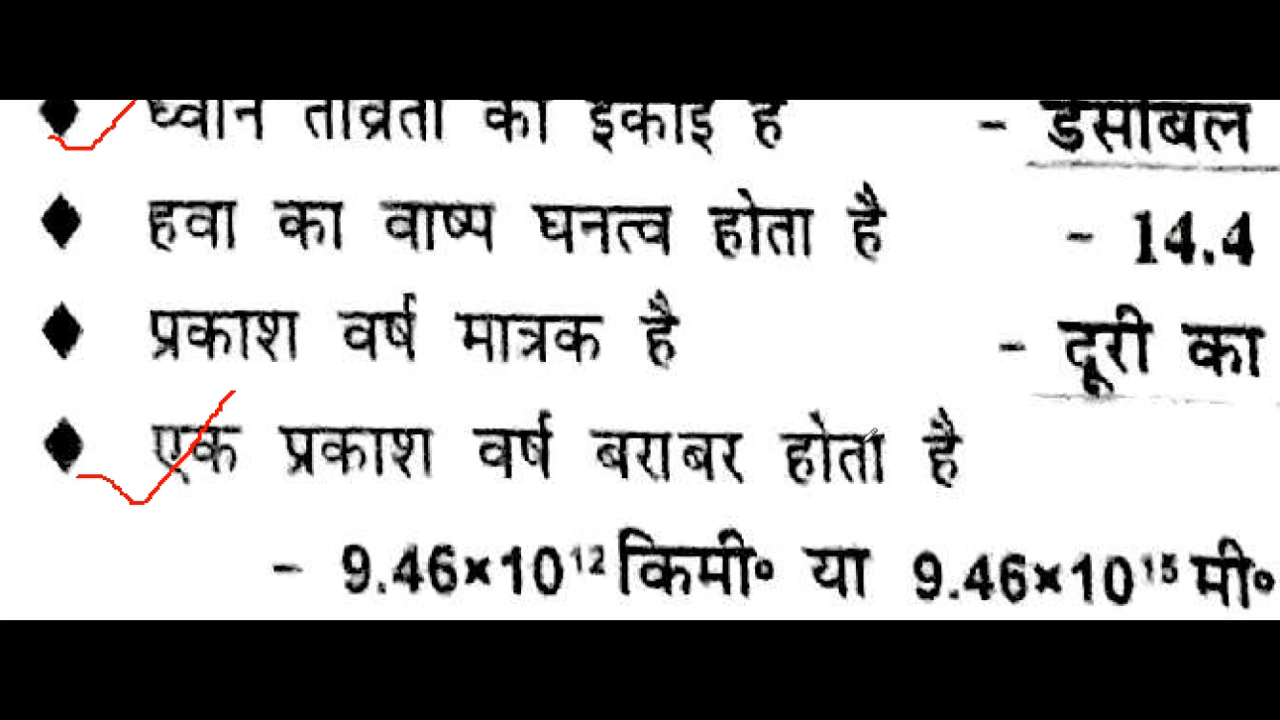 ध्वनि तीव्रता की इकाई है - डेसीबल
हवा का वाष्प घनत्व होता है - 14.4
प्रकाश वर्ष मात्रक है - दूरी का
एक प्रकाश वर्ष बराबर होता है
- 9.46×10¹² किमी॰ या 9.46×10¹⁵ मी॰